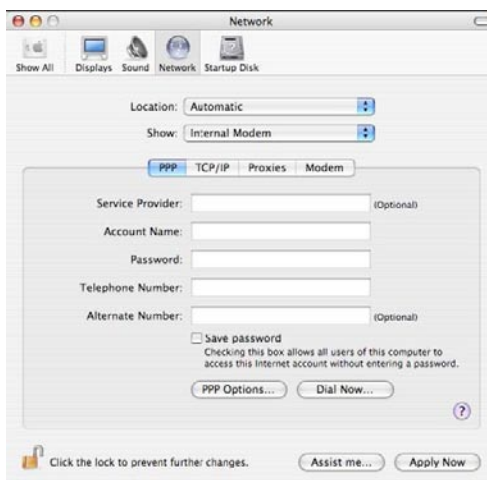 Network
Show All Displays Sound Network Startup Disk
Location: Automatic
Show: Internal Modem
PPP TCP/IP Proxies Modem
Service Provider: (Optional)
Account Name:
Password:
Telephone Number:
Alternate Number: (Optional)
Save password
Checking this box allows all users of this computer to
access this Internet account without entering a password.
PPP Options... Dial Now...
?
Click the lock to prevent further changes. Assist me... Apply Now